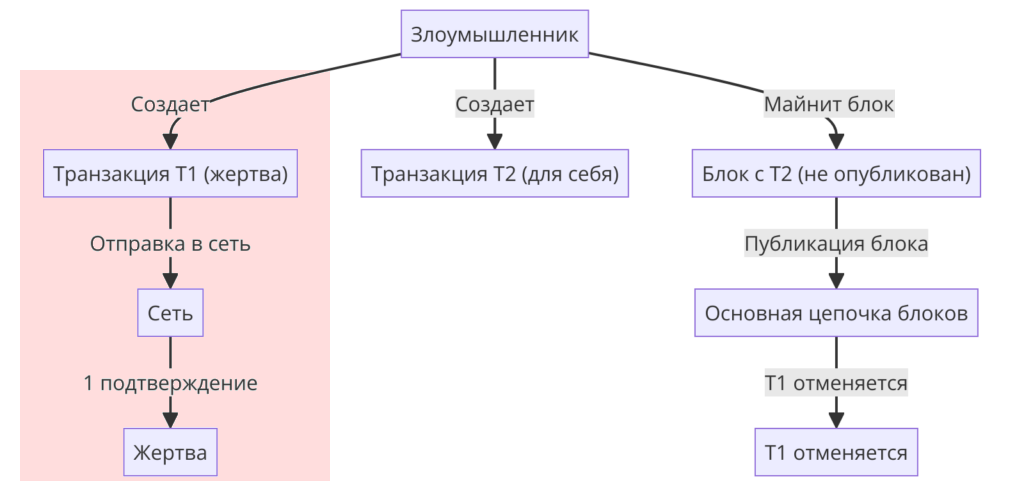 Злоумышленник
Создает
Создает
Майнит блок
Транзакция T1 (жертва)
Транзакция T2 (для себя)
Блок с T2 (не опубликован)
Отправка в сеть
Публикация блока
Сеть
Основная цепочка блоков
1 подтверждение
T1 отменяется
Жертва
T1 отменяется